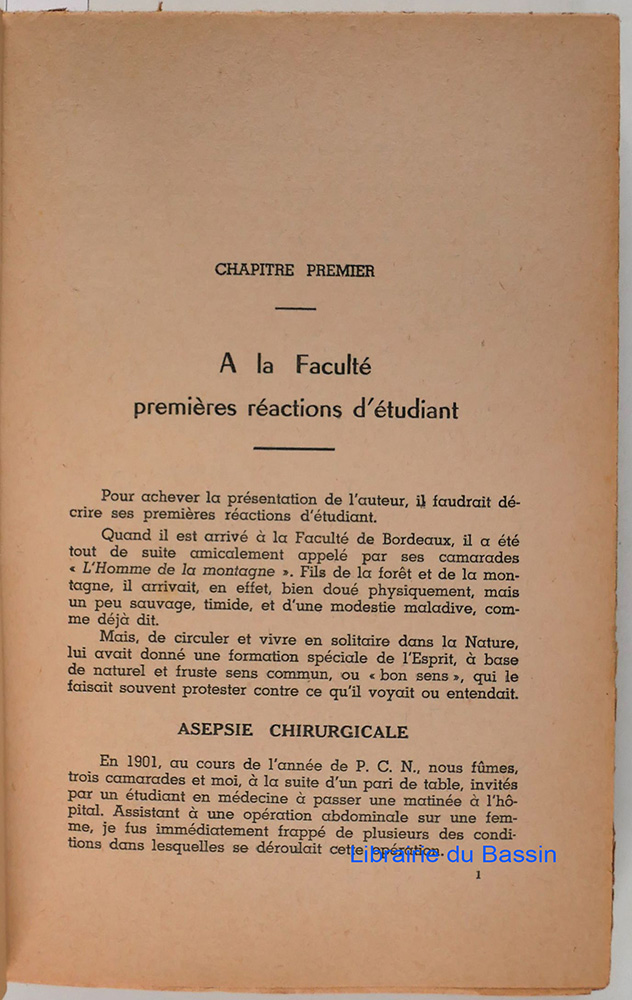 CHAPITRE PREMIER
A la Faculté
premières réactions d'étudiant
Pour achever la présentation de l'auteur, il faudrait dé-
crire ses premières réactions d'étudiant.
Quand il est arrivé à la Faculté de Bordeaux, il a été
tout de suite amicalement appelé par ses camarades
« L'Homme de la montagne ». Fils de la forêt et de la mon-
tagne, il arrivait, en effet, bien doué physiquement, mais
un peu sauvage, timide, et d'une modestie maladive, com-
me déjà dit.
Mais, de circuler et vivre en solitaire dans la Nature,
lui avait donné une formation spéciale de l'Esprit, à base
de naturel et fruste sens commun, ou « bon sens », qui le
faisait souvent protester contre ce qu'il voyait ou entendait.
ASEPSIE CHIRURGICALE
En 1901, au cours de l'année de P. C. N., nous fûmes,
trois camarades et moi, à la suite d'un pari de table, invités
par un étudiant en médecine à passer une matinée à l'hô-
pital. Assistant à une opération abdominale sur une fem-
me, je fus immédiatement frappé de plusieurs des condi-
tions dans lesquelles se déroulait cette opération.
Librairie du Bassin
1